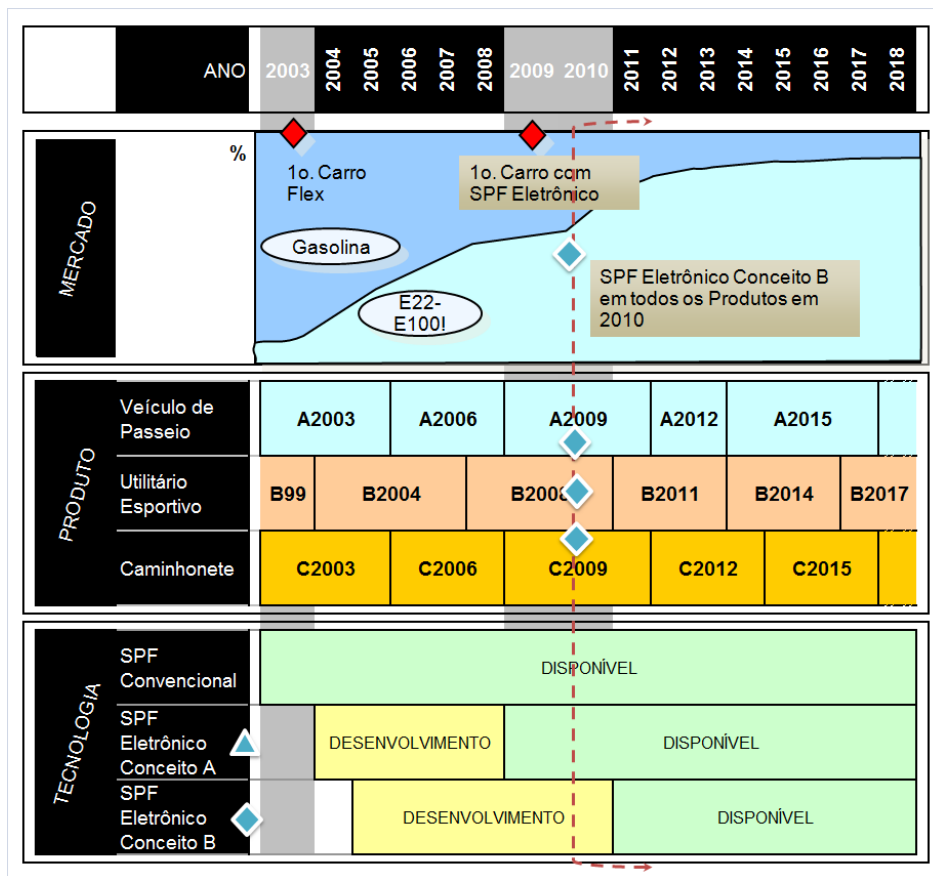 ANO
2003
2004
2005
2006
2007
2008
2009
2010
2011
2012
2013
2014
2015
2016
2017
2018
MERCADO
%
1o. Carro
Flex
1o. Carro com
SPF Eletrônico
Gasolina
E22-
E100!
SPF Eletrônico Conceito B
em todos os Produtos em
2010
PRODUTO
Veículo de
Passeio
A2003
A2006
A2009
A2012
A2015
Utilitário
Esportivo
B99
B2004
B2008
B2011
B2014
B2017
Caminhonete
C2003
C2006
C2009
C2012
C2015
TECNOLOGIA
SPF
Convencional
DISPONÍVEL
SPF
Eletrônico
Conceito A
DESENVOLVIMENTO
DISPONÍVEL
SPF
Eletrônico
Conceito B
DESENVOLVIMENTO
DISPONÍVEL